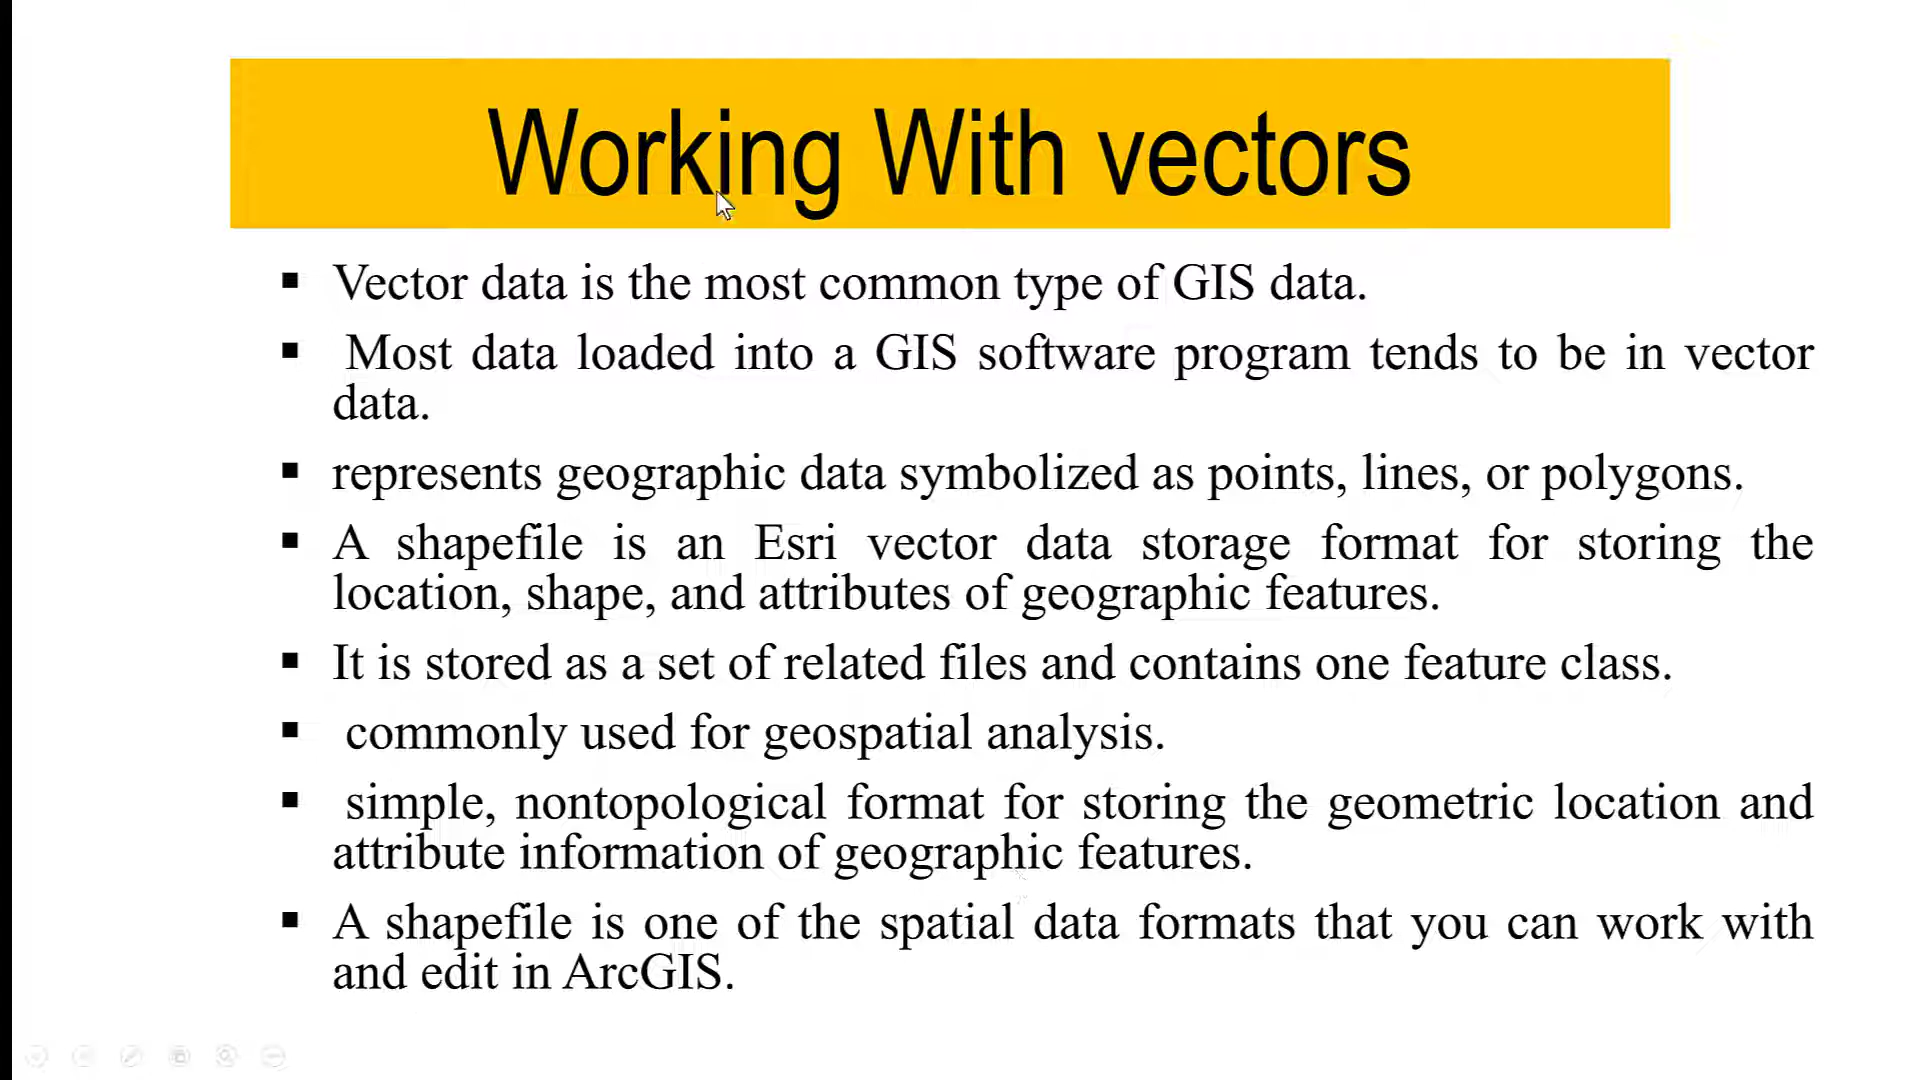 Working With vectors
▪ Vector data is the most common type of GIS data.
▪ Most data loaded into a GIS software program tends to be in vector
data.
▪ represents geographic data symbolized as points, lines, or polygons.
▪ A shapefile is an Esri vector data storage format for storing the
location, shape, and attributes of geographic features.
▪ It is stored as a set of related files and contains one feature class.
▪ commonly used for geospatial analysis.
▪ simple, nontopological format for storing the geometric location and
attribute information of geographic features.
▪ A shapefile is one of the spatial data formats that you can work with
and edit in ArcGIS.